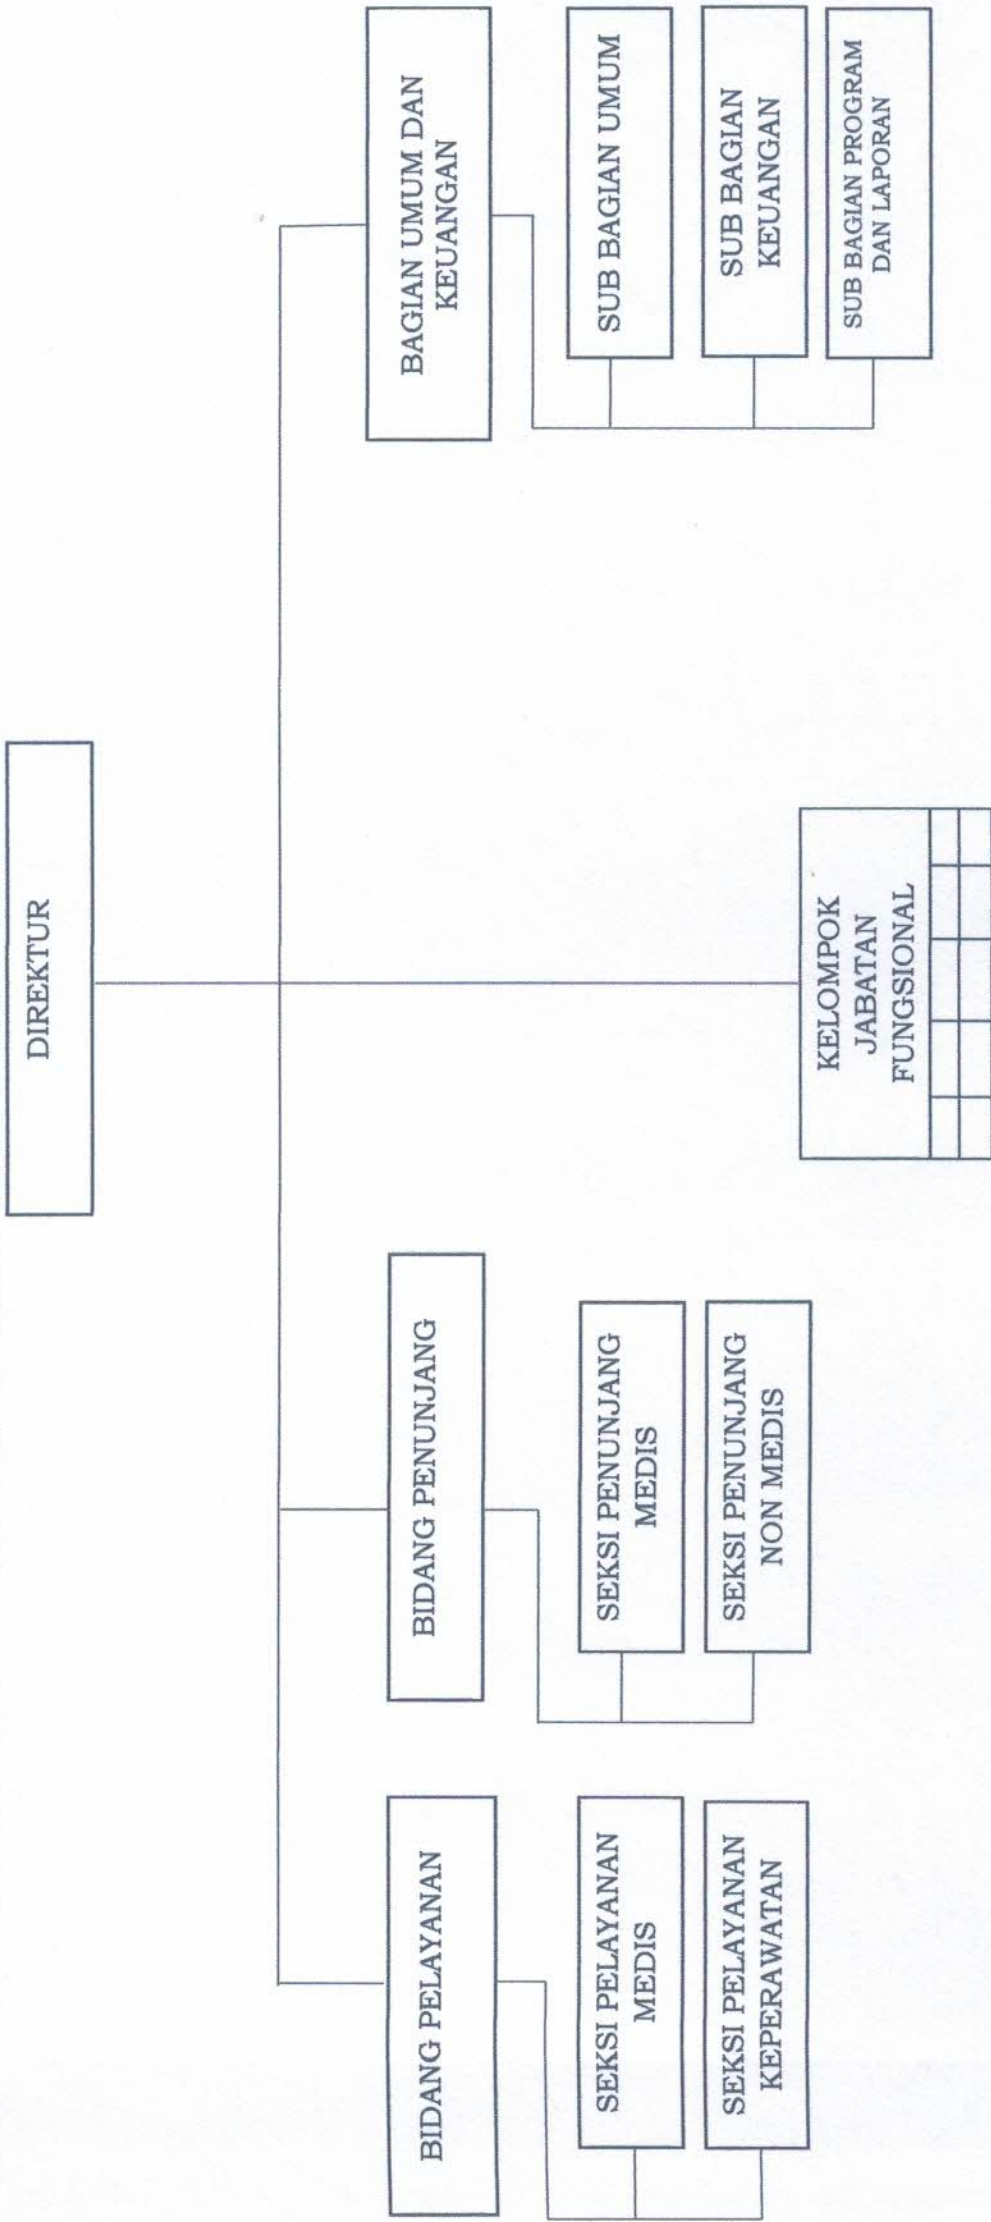 DIREKTUR
BIDANG PELAYANAN
BIDANG PENUNJANG
BAGIAN UMUM DAN
KEUANGAN
SEKSI PELAYANAN
MEDIS
SEKSI PELAYANAN
KEPERAWATAN
SEKSI PENUNJANG
MEDIS
SEKSI PENUNJANG
NON MEDIS
KELOMPOK
JABATAN
FUNGSIONAL
SUB BAGIAN UMUM
SUB BAGIAN
KEUANGAN
SUB BAGIAN PROGRAM
DAN LAPORAN